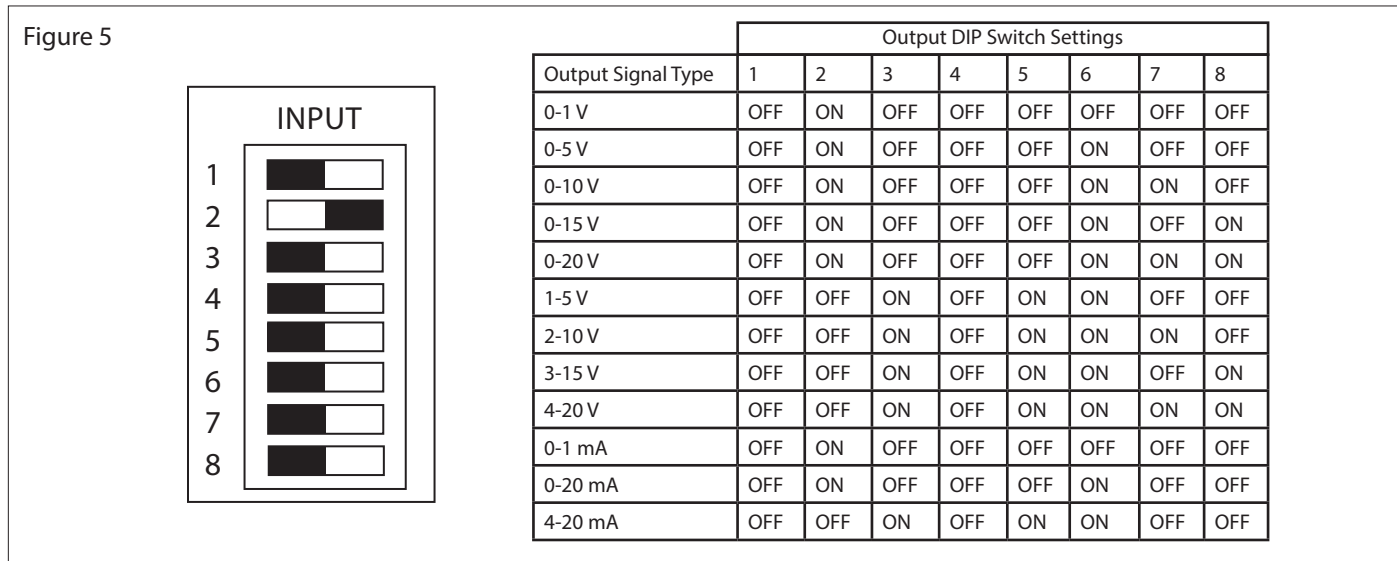 Figure 5
INPUT
1
2
3
4
5
6
7
8
Output DIP Switch Settings
Output Signal Type 1 2 3 4 5 6 7 8
0-1 V OFF ON OFF OFF OFF OFF OFF OFF
0-5 V OFF ON OFF OFF OFF ON OFF OFF
0-10 V OFF ON OFF OFF OFF ON ON OFF
0-15 V OFF ON OFF OFF OFF ON OFF ON
0-20 V OFF ON OFF OFF OFF ON ON ON
1-5 V OFF OFF ON OFF ON ON OFF OFF
2-10 V OFF OFF ON OFF ON ON ON OFF
3-15 V OFF OFF ON OFF ON ON OFF ON
4-20 V OFF OFF ON OFF ON ON ON ON
0-1 mA OFF ON OFF OFF OFF OFF OFF OFF
0-20 mA OFF ON OFF OFF OFF ON OFF OFF
4-20 mA OFF OFF ON OFF ON ON OFF OFF